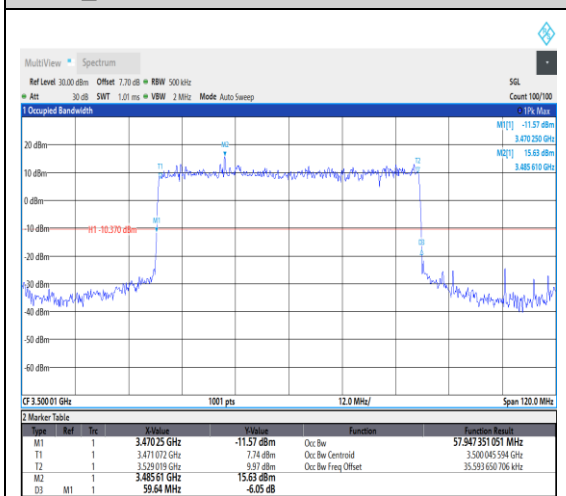 MultiView Spectrum
Ref Level 30.00 dBm Offset 7.70 dB RBW 500 kHz SGL
Att 30 dB SWT 1.01 ms VBW 2 MHz Mode Auto Sweep Count 100/100
1 Occupied Bandwidth 1Pk Max
M1[1] -11.57 dBm
3.470 250 GHz
M2[1] 15.63 dBm
3.485 610 GHz
20 dBm
M2
T1
T2
10 dBm
0 dBm
M1
-10 dBm
H1 -10.370 dBm
D3
-20 dBm
-30 dBm
-40 dBm
-50 dBm
-60 dBm
CF 3.500 01 GHz 1001 pts 12.0 MHz/ Span 120.0 MHz
2 Marker Table
Type Ref Trc X-Value Y-Value Function Function Result
M1 1 3.470 25 GHz -11.57 dBm Occ Bw 57.947 351 051 MHz
T1 1 3.471 072 GHz 7.74 dBm Occ Bw Centroid 3.500 045 594 GHz
T2 1 3.529 019 GHz 9.97 dBm Occ Bw Freq Offset 35.593 650 706 kHz
M2 1 3.485 61 GHz 15.63 dBm
D3 M1 1 59.64 MHz -6.05 dB